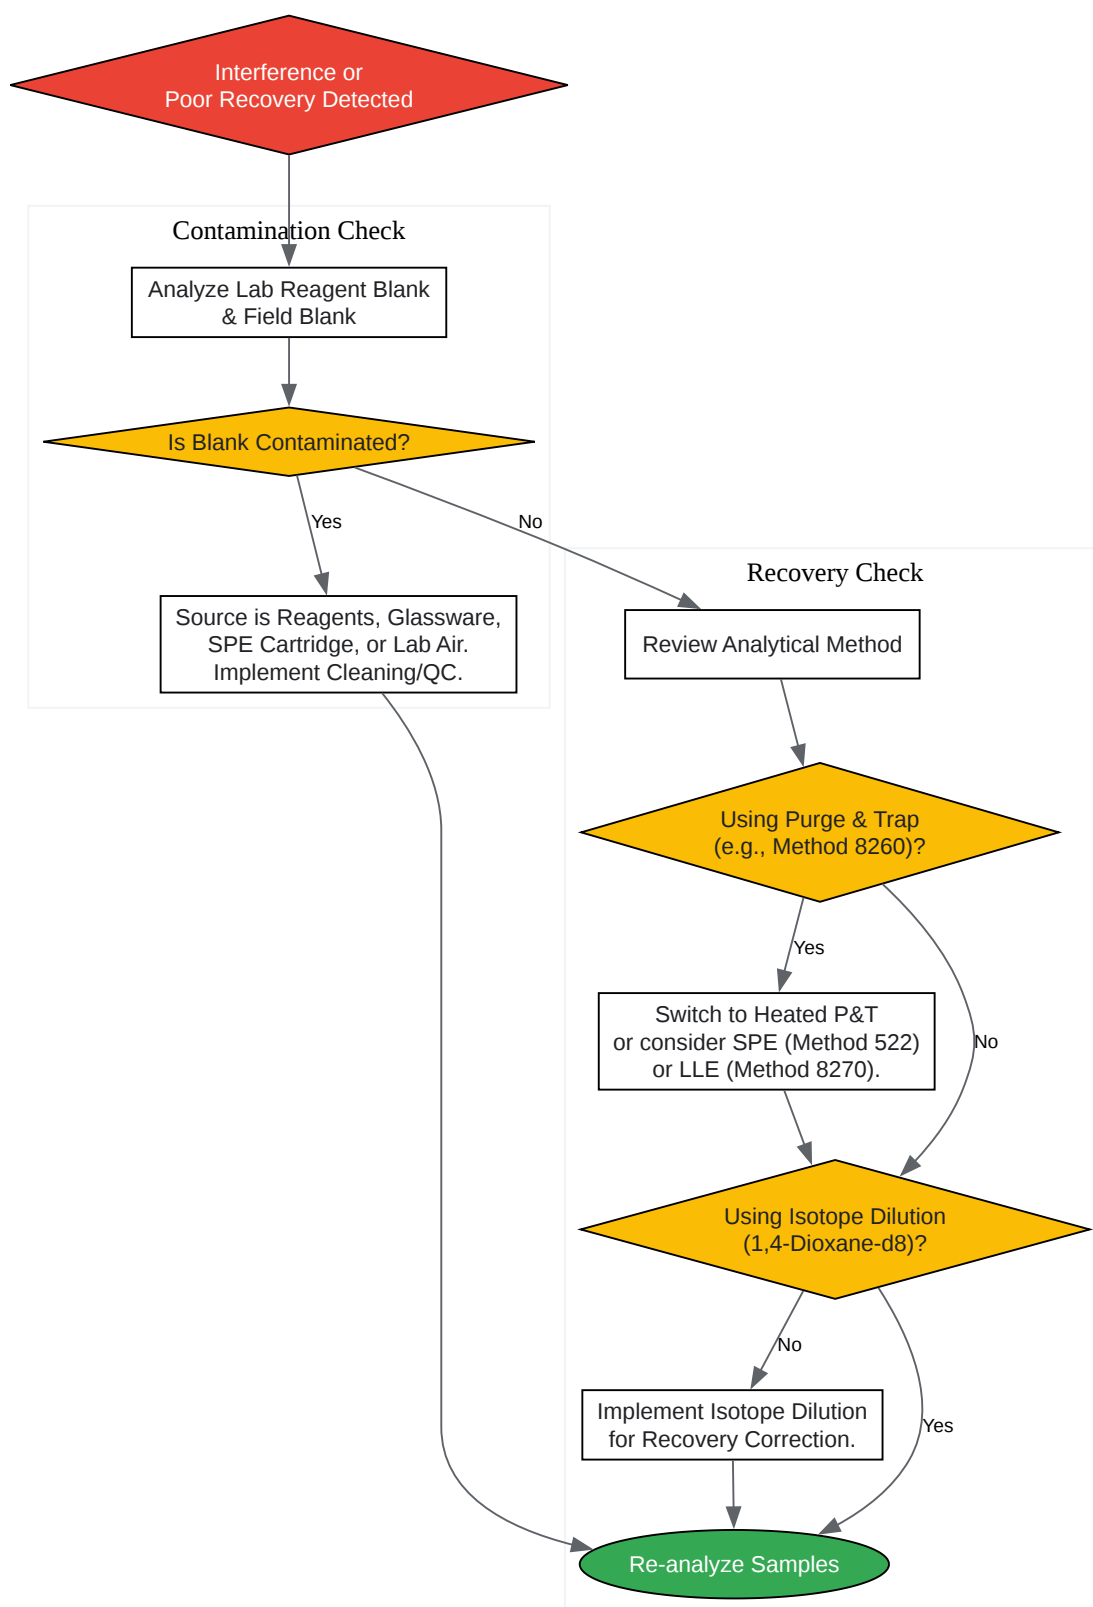 Interference or
Poor Recovery Detected
Contamination Check
Analyze Lab Reagent Blank
& Field Blank
Is Blank Contaminated?
Yes
No
Source is Reagents, Glassware,
SPE Cartridge, or Lab Air.
Implement Cleaning/QC.
Recovery Check
Review Analytical Method
Using Purge & Trap
(e.g., Method 8260)?
Yes
No
Switch to Heated P&T
or consider SPE (Method 522)
or LLE (Method 8270).
Using Isotope Dilution
(1,4-Dioxane-d8)?
No
Yes
Implement Isotope Dilution
for Recovery Correction.
Re-analyze Samples